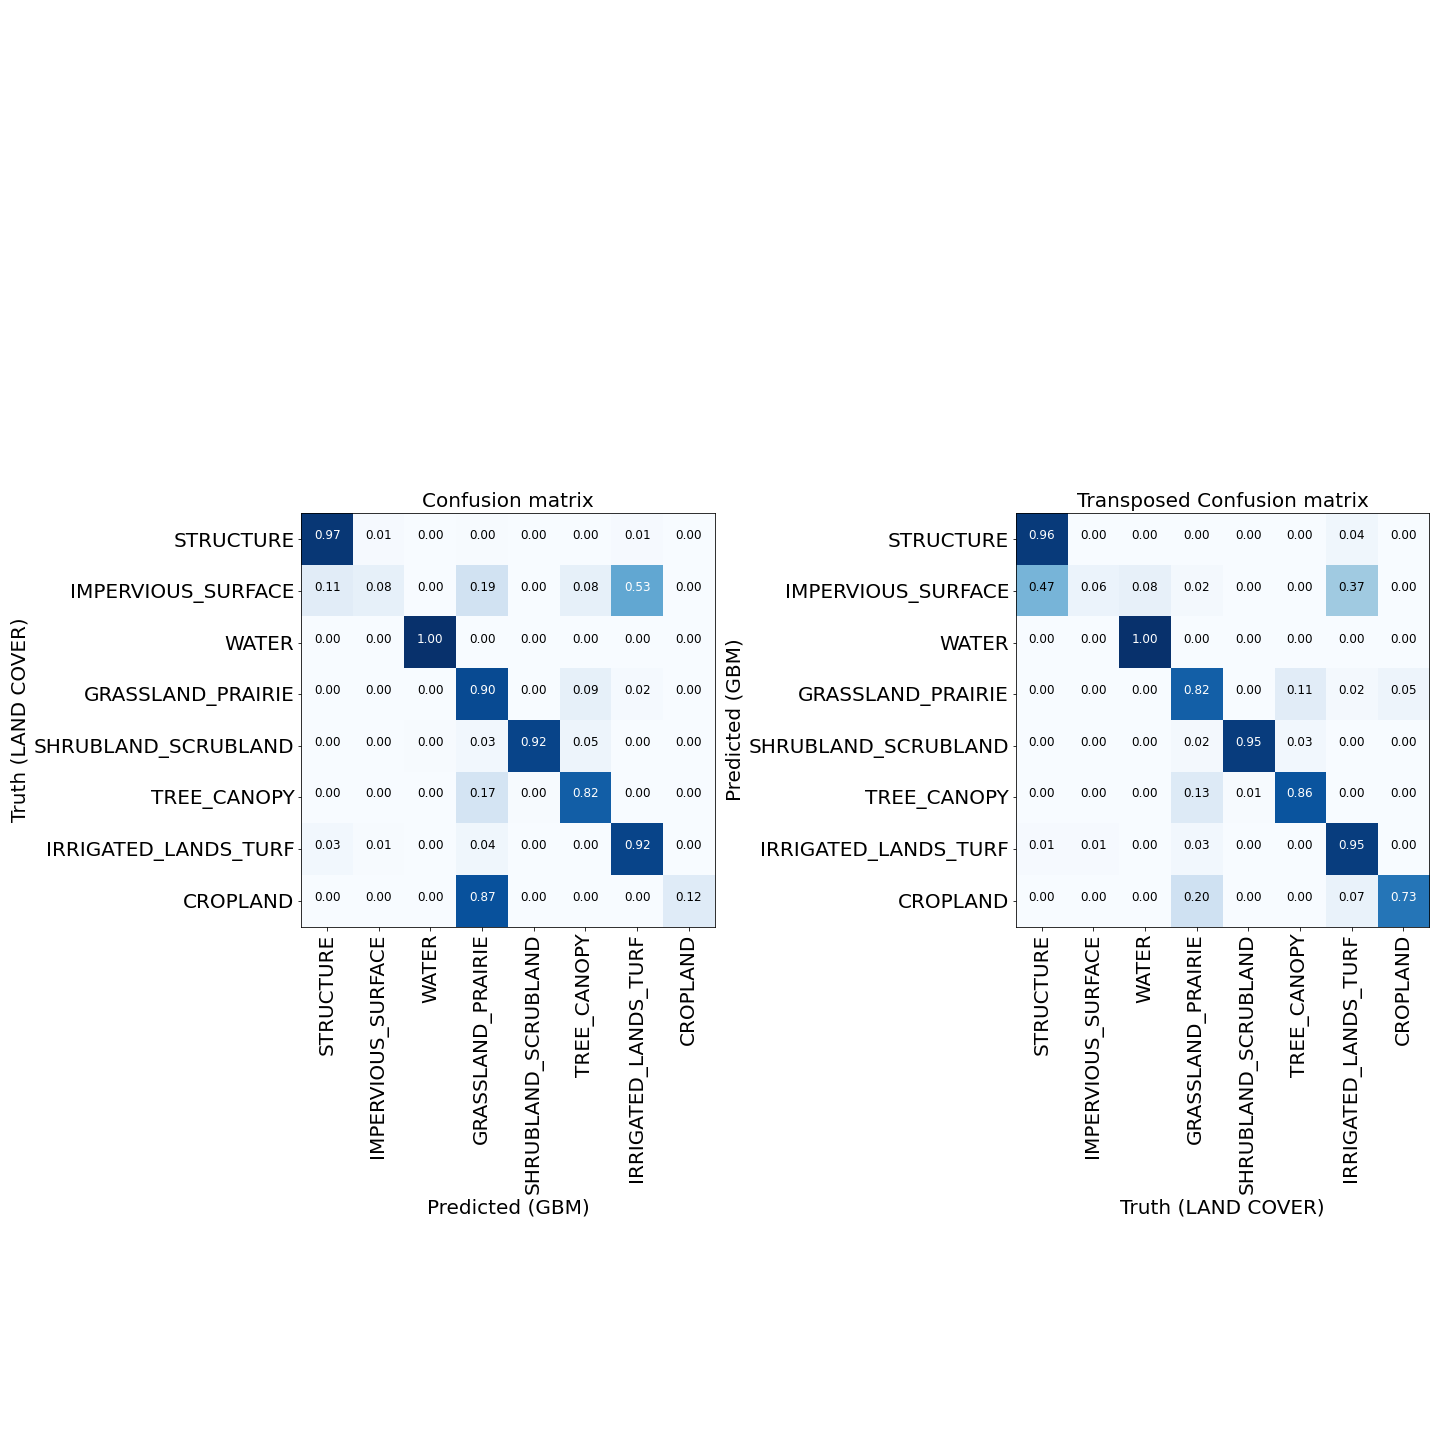 Confusion matrix
Truth (LAND COVER)
STRUCTURE 0.97 0.01 0.00 0.00 0.00 0.00 0.01 0.00
IMPERVIOUS_SURFACE 0.11 0.08 0.00 0.19 0.00 0.08 0.53 0.00
WATER 0.00 0.00 1.00 0.00 0.00 0.00 0.00 0.00
GRASSLAND_PRAIRIE 0.00 0.00 0.00 0.90 0.00 0.09 0.02 0.00
SHRUBLAND_SCRUBLAND 0.00 0.00 0.00 0.03 0.92 0.05 0.00 0.00
TREE_CANOPY 0.00 0.00 0.00 0.17 0.00 0.82 0.00 0.00
IRRIGATED_LANDS_TURF 0.03 0.01 0.00 0.04 0.00 0.00 0.92 0.00
CROPLAND 0.00 0.00 0.00 0.87 0.00 0.00 0.00 0.12
STRUCTURE
IMPERVIOUS_SURFACE
WATER
GRASSLAND_PRAIRIE
SHRUBLAND_SCRUBLAND
TREE_CANOPY
IRRIGATED_LANDS_TURF
CROPLAND
Predicted (GBM)
Transposed Confusion matrix
Predicted (GBM)
STRUCTURE 0.96 0.00 0.00 0.00 0.00 0.00 0.04 0.00
IMPERVIOUS_SURFACE 0.47 0.06 0.08 0.02 0.00 0.00 0.37 0.00
WATER 0.00 0.00 1.00 0.00 0.00 0.00 0.00 0.00
GRASSLAND_PRAIRIE 0.00 0.00 0.00 0.82 0.00 0.11 0.02 0.05
SHRUBLAND_SCRUBLAND 0.00 0.00 0.00 0.02 0.95 0.03 0.00 0.00
TREE_CANOPY 0.00 0.00 0.00 0.13 0.01 0.86 0.00 0.00
IRRIGATED_LANDS_TURF 0.01 0.01 0.00 0.03 0.00 0.00 0.95 0.00
CROPLAND 0.00 0.00 0.00 0.20 0.00 0.00 0.07 0.73
STRUCTURE
IMPERVIOUS_SURFACE
WATER
GRASSLAND_PRAIRIE
SHRUBLAND_SCRUBLAND
TREE_CANOPY
IRRIGATED_LANDS_TURF
CROPLAND
Truth (LAND COVER)